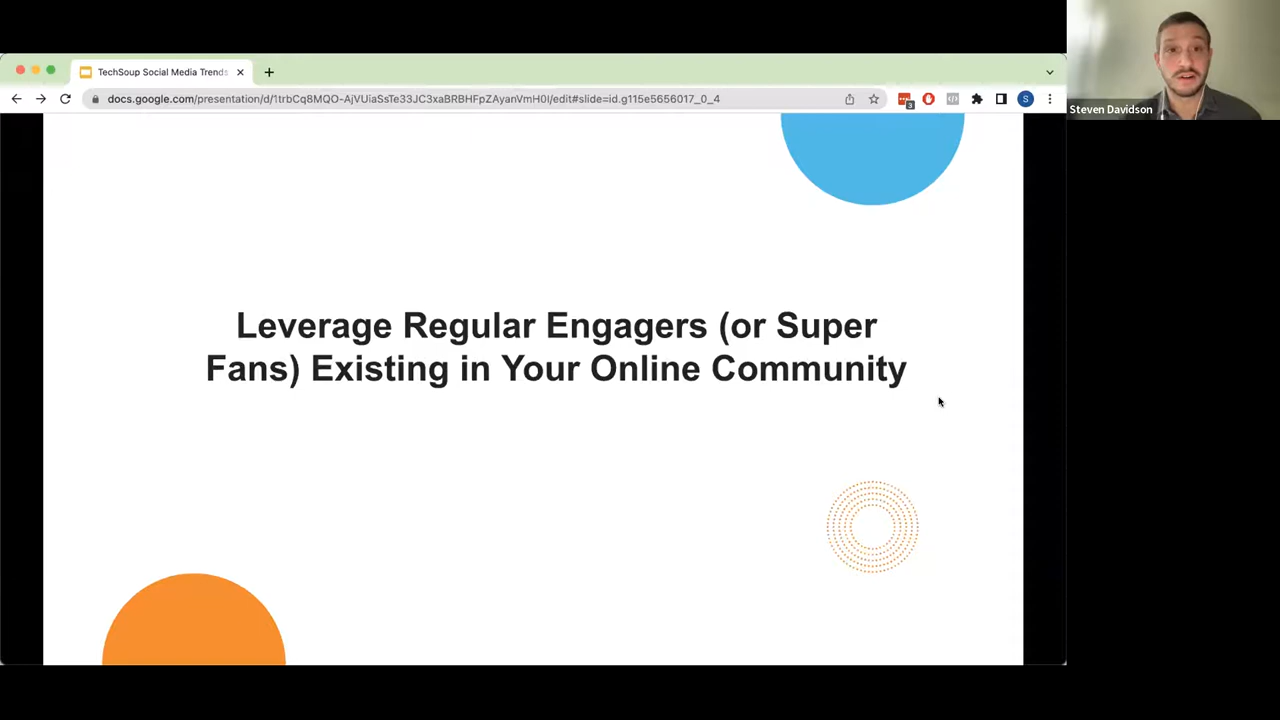 TechSoup Social Media Trends
docs.google.com/presentation/d/1trbCq8MQO-AjVUiaSsTe33JC3xaBRBHFpZAyanVmH0I/edit#slide=id.g115e5656017_0_4
3
S
Steven Davidson
Leverage Regular Engagers (or Super
Fans) Existing in Your Online Community